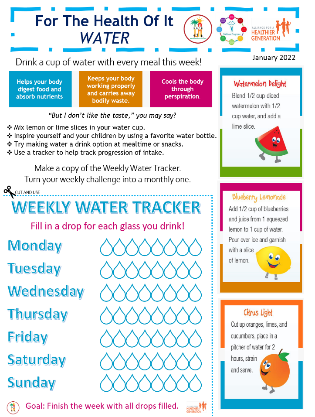 For The Health Of It
WATER
HEALTHIER
GENERATION
January 2022
Drink a cup of water with every meal this week!
Helps your body
digest food and
absorb nutrients
Keeps your body
working properly
and carries away
bodily waste.
Cools the body
through
perspiration
"But I don't like the taste," you may say?
❖ Mix lemon or lime slices in your water cup.
❖ Inspire yourself and your children by using a favorite water bottle.
❖ Try making water a drink option at mealtime or snacks.
❖ Use a tracker to help track progression of intake.
Make a copy of the Weekly Water Tracker.
Turn your weekly challenge into a monthly one.
CUT AND USE
WEEKLY WATER TRACKER
Fill in a drop for each glass you drink!
Monday
Tuesday
Wednesday
Thursday
Friday
Saturday
Sunday
Goal: Finish the week with all drops filled.
Watermelon Delight
Blend 1/2 cup diced
watermelon with 1/2
cup water, and add a
lime slice.
Blueberry Lemonade
Add 1/2 cup of blueberries
and juice from 1 squeezed
lemon to 1 cup of water.
Pour over ice and garnish
with a slice
of lemon.
Citrus Light
Cut up oranges, limes, and
cucumbers, place in a
pitcher of water for 2
hours, strain
and serve.